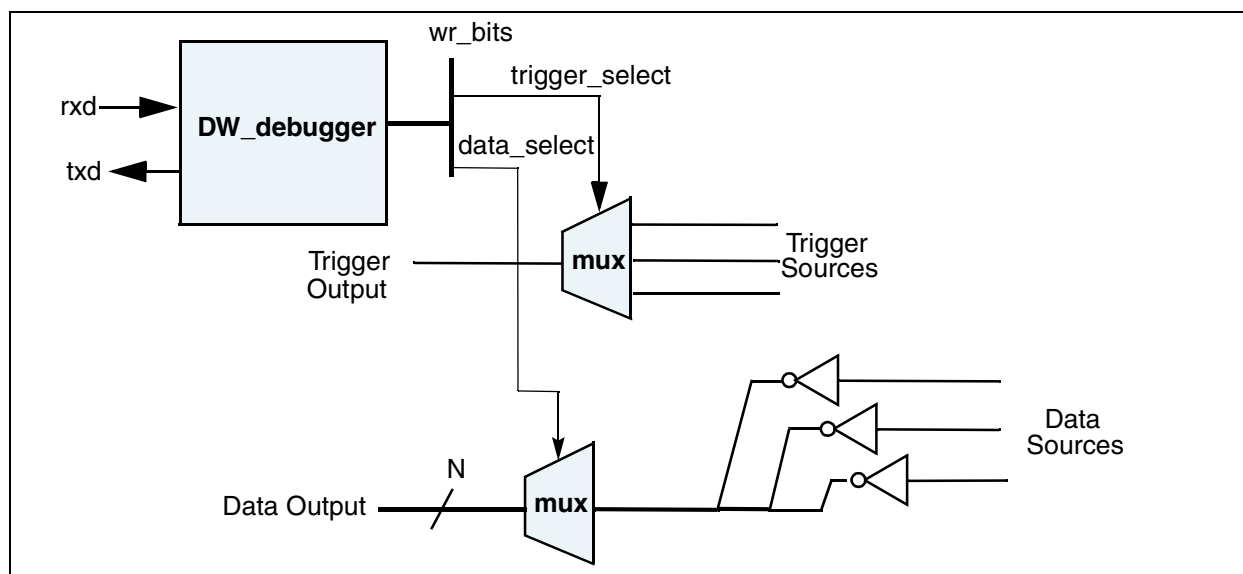 wr_bits
trigger_select
rxd
DW_debugger
data_select
txd
Trigger
Output
mux
Trigger
Sources
Data
Sources
N
Data Output
mux